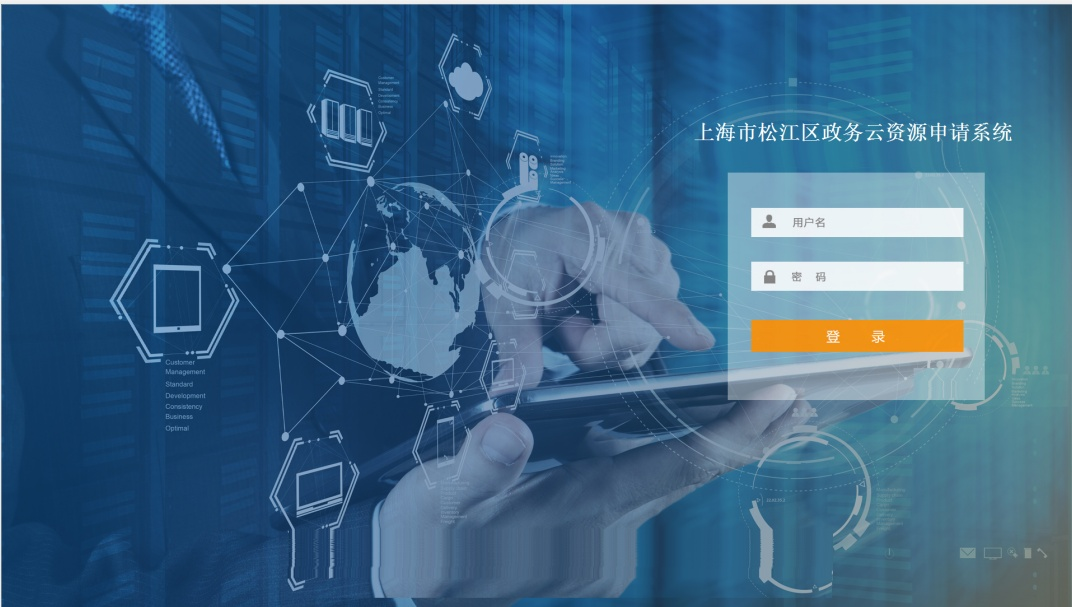 上海市松江区政务云资源申请系统
用户名
密 码
登 录
Customer
Management
Standard
Development
Consistency
Business
Optimal